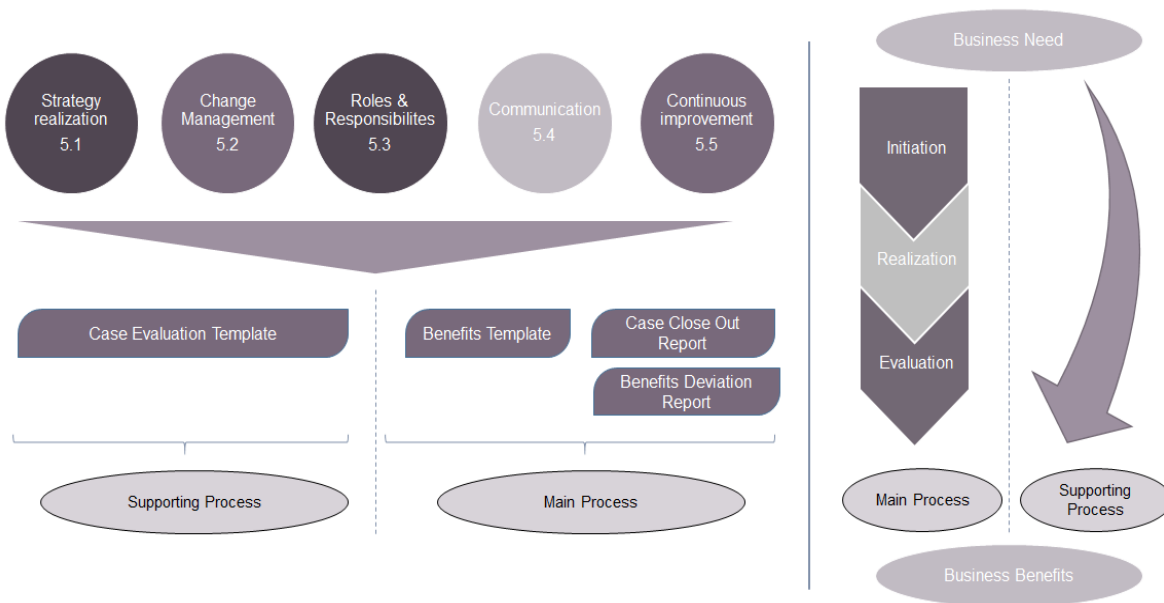 Strategy
realization
5.1
Change
Management
5.2
Roles &
Responsibilites
5.3
Communication
5.4
Continuous
improvement
5.5
Case Evaluation Template
Benefits Template
Case Close Out
Report
Benefits Deviation
Report
Supporting Process
Main Process
Business Need
Initiation
Realization
Evaluation
Main Process
Supporting
Process
Business Benefits